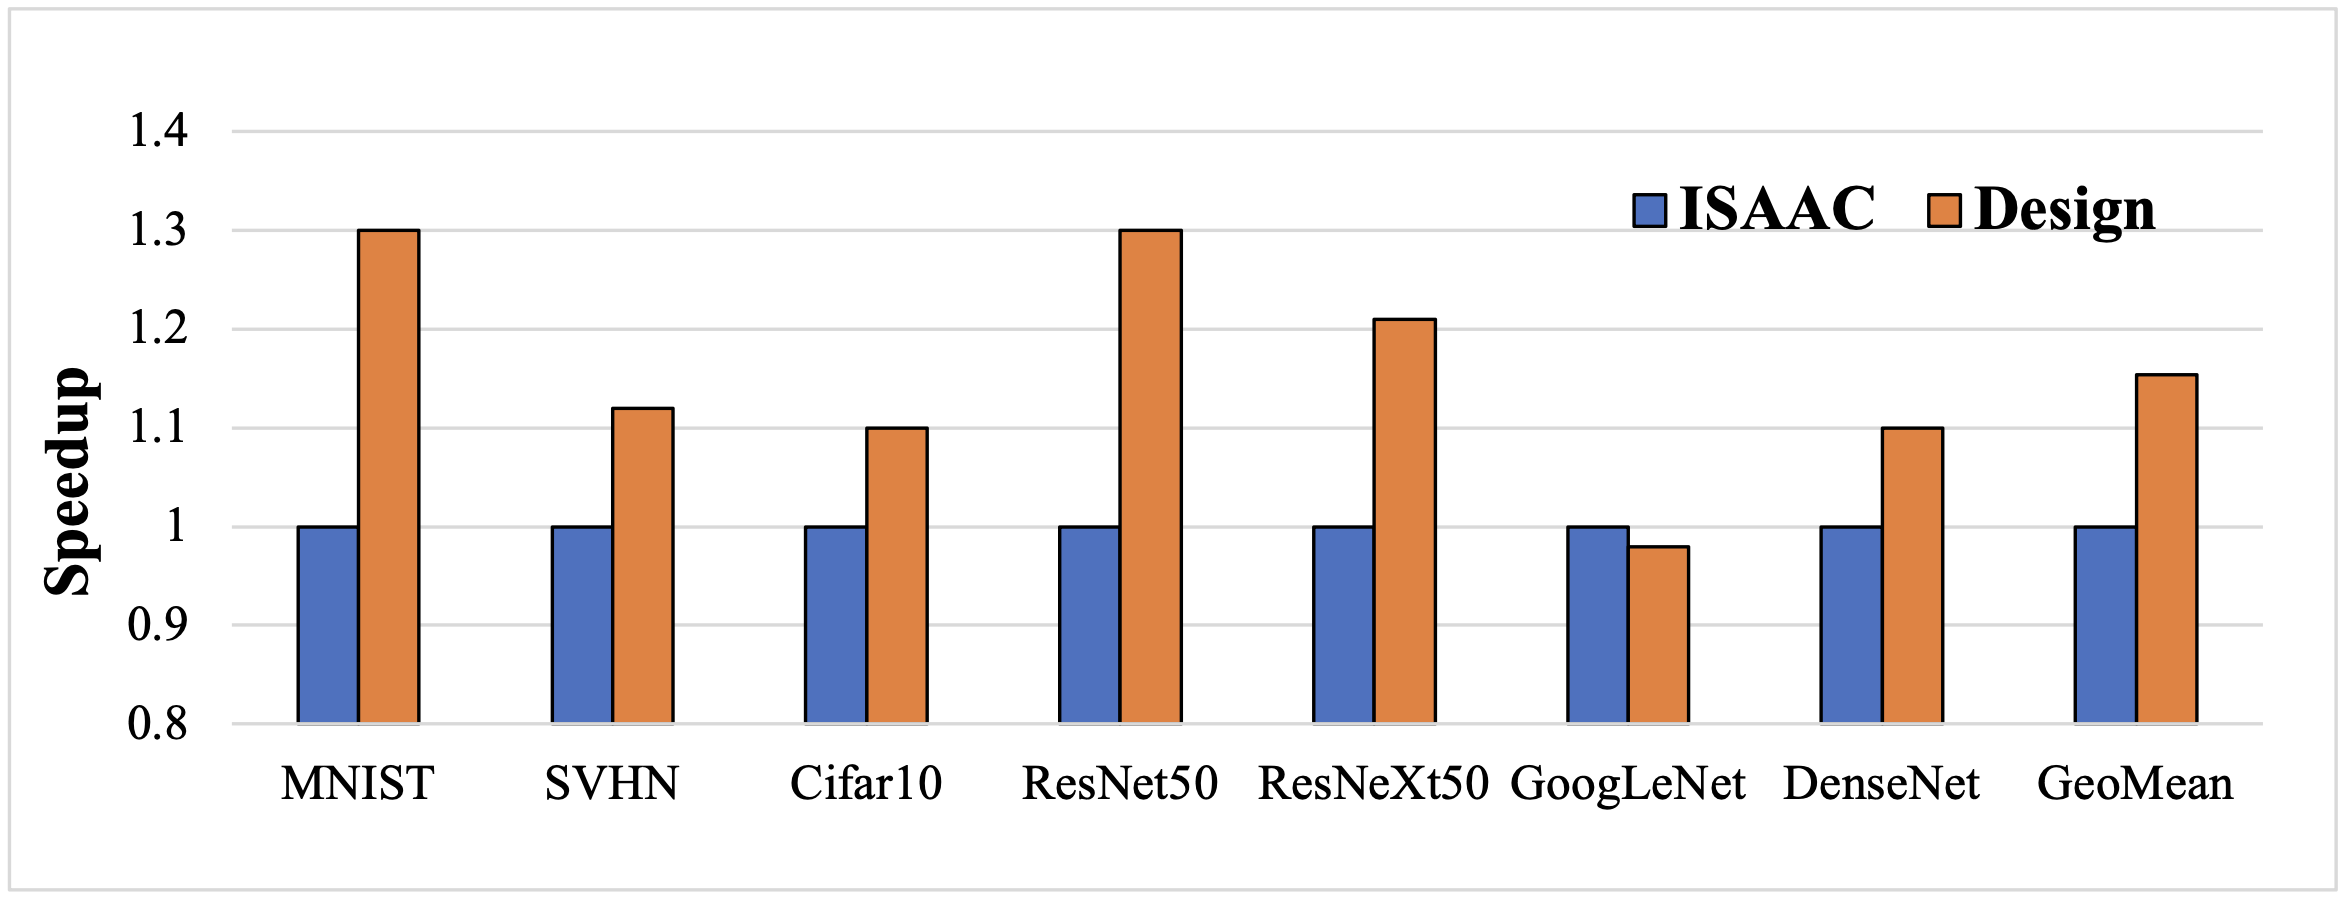 1.4
1.3
1.2
1.1
1
0.9
0.8
Speedup
ISAAC Design
MNIST SVHN Cifar10 ResNet50 ResNeXt50 GoogLeNet DenseNet GeoMean